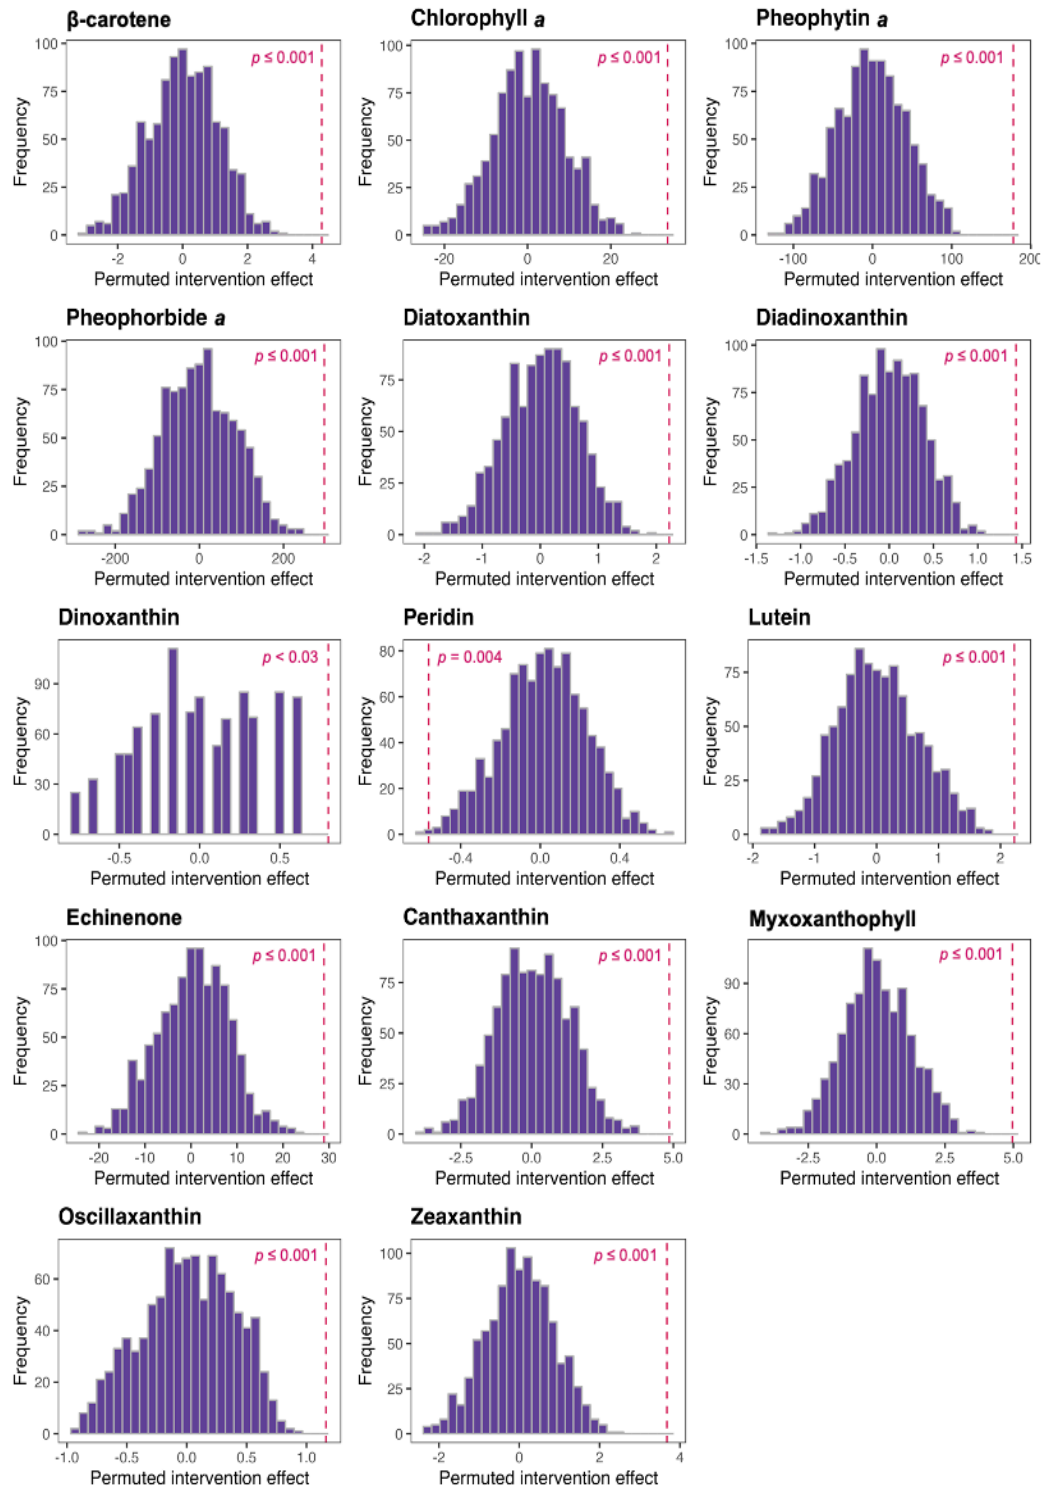 β-carotene
p ≤ 0.001
100
75
50
25
0
Frequency
-2
0
2
4
Permuted intervention effect
Chlorophyll a
p ≤ 0.001
100
75
50
25
0
Frequency
-20
0
20
Permuted intervention effect
Pheophytin a
p ≤ 0.001
100
75
50
25
0
Frequency
-100
0
100
200
Permuted intervention effect
Pheophorbide a
p ≤ 0.001
100
75
50
25
0
Frequency
-200
0
200
Permuted intervention effect
Diatoxanthin
p ≤ 0.001
75
50
25
0
Frequency
-2
-1
0
1
2
Permuted intervention effect
Diadinoxanthin
p ≤ 0.001
100
75
50
25
0
Frequency
-1.5
-1.0
-0.5
0.0
0.5
1.0
1.5
Permuted intervention effect
Dinoxanthin
p < 0.03
90
60
30
0
Frequency
-0.5
0.0
0.5
Permuted intervention effect
Peridin
p = 0.004
80
60
40
20
0
Frequency
-0.4
0.0
0.4
Permuted intervention effect
Lutein
p ≤ 0.001
75
50
25
0
Frequency
-2
-1
0
1
2
Permuted intervention effect
Echinenone
p ≤ 0.001
100
75
50
25
0
Frequency
-20
-10
0
10
20
30
Permuted intervention effect
Canthaxanthin
p ≤ 0.001
75
50
25
0
Frequency
-2.5
0.0
2.5
5.0
Permuted intervention effect
Myxoxanthophyll
p ≤ 0.001
90
60
30
0
Frequency
-2.5
0.0
2.5
5.0
Permuted intervention effect
Oscillaxanthin
p ≤ 0.001
60
40
20
0
Frequency
-1.0
-0.5
0.0
0.5
1.0
Permuted intervention effect
Zeaxanthin
p ≤ 0.001
100
75
50
25
0
Frequency
-2
0
2
4
Permuted intervention effect